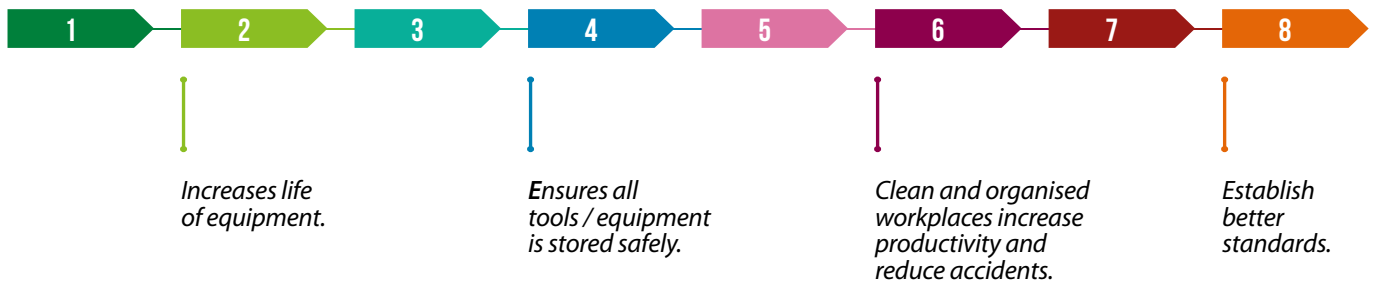 1 2 3 4 5 6 7 8
Increases life
of equipment.
Ensures all
tools / equipment
is stored safely.
Clean and organised
workplaces increase
productivity and
reduce accidents.
Establish
better
standards.